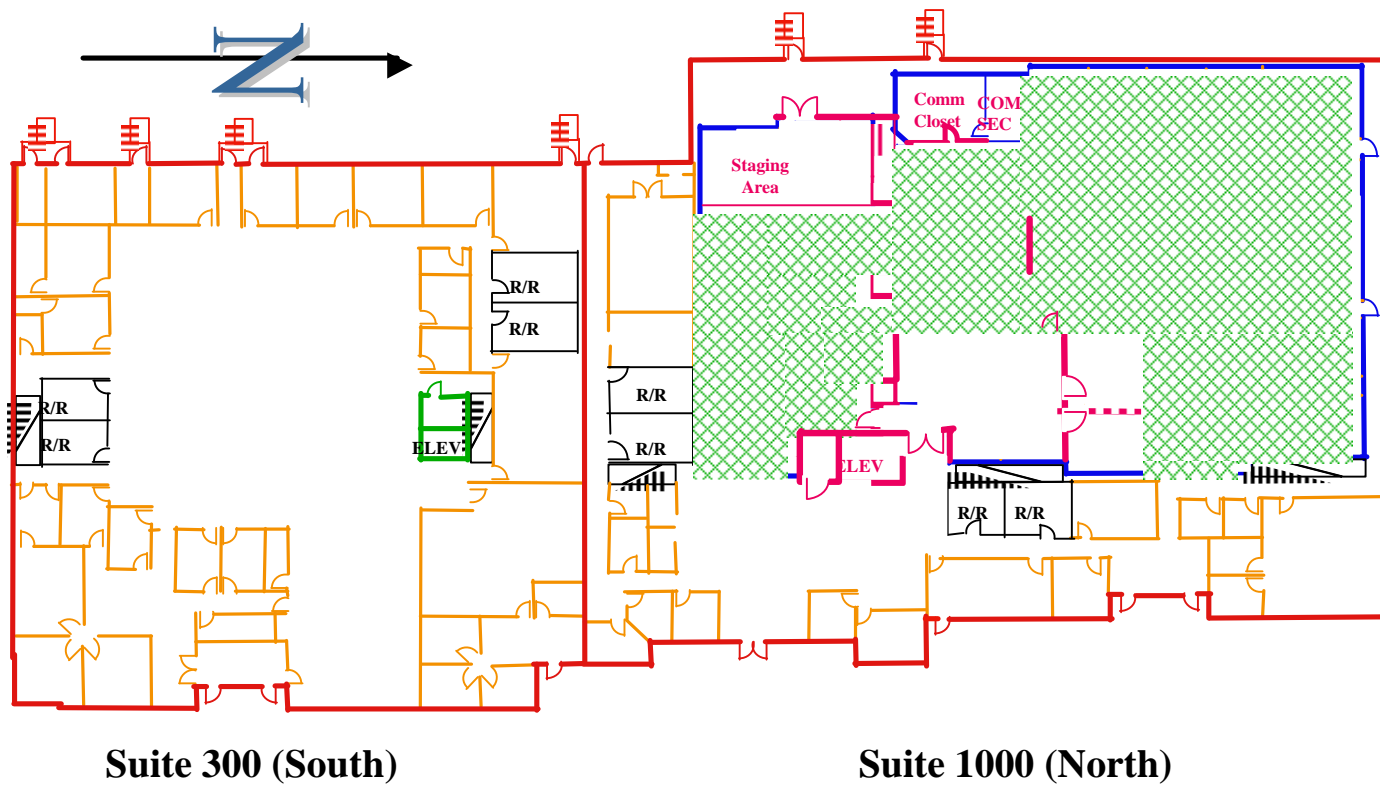 N
Comm
Closet
COM
SEC
Staging
Area
R/R
R/R
R/R
R/R
ELEV
R/R
R/R
ELEV
R/R
R/R
Suite 300 (South)
Suite 1000 (North)